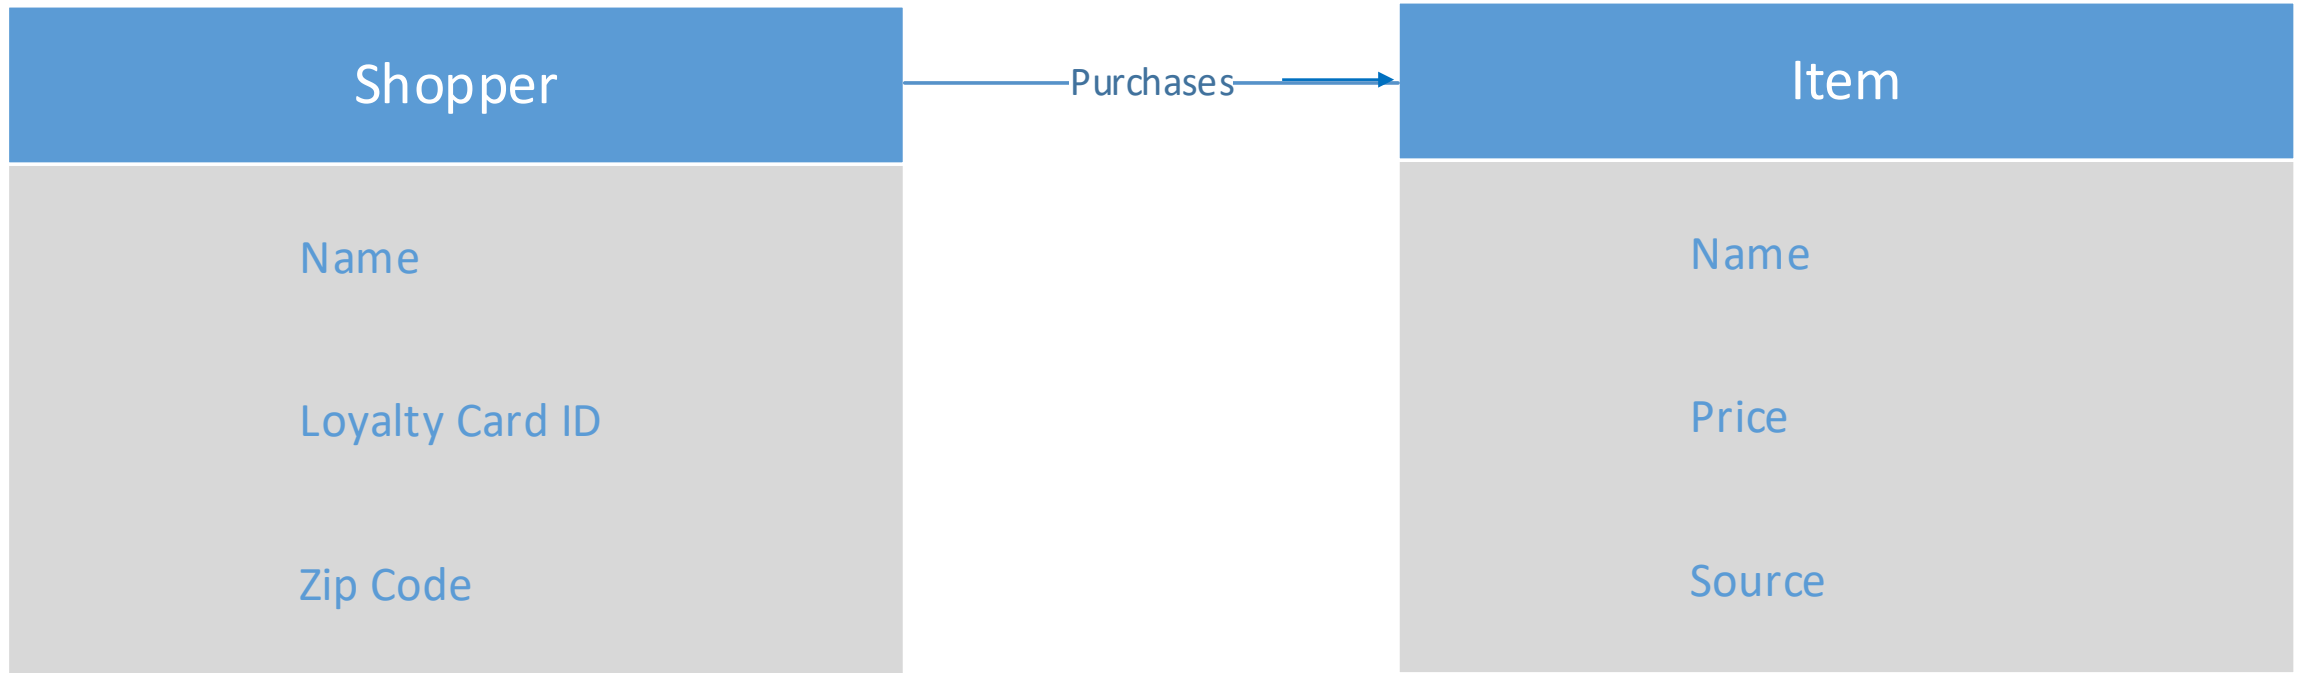 Shopper
Name
Loyalty Card ID
Zip Code
Purchases
Item
Name
Price
Source